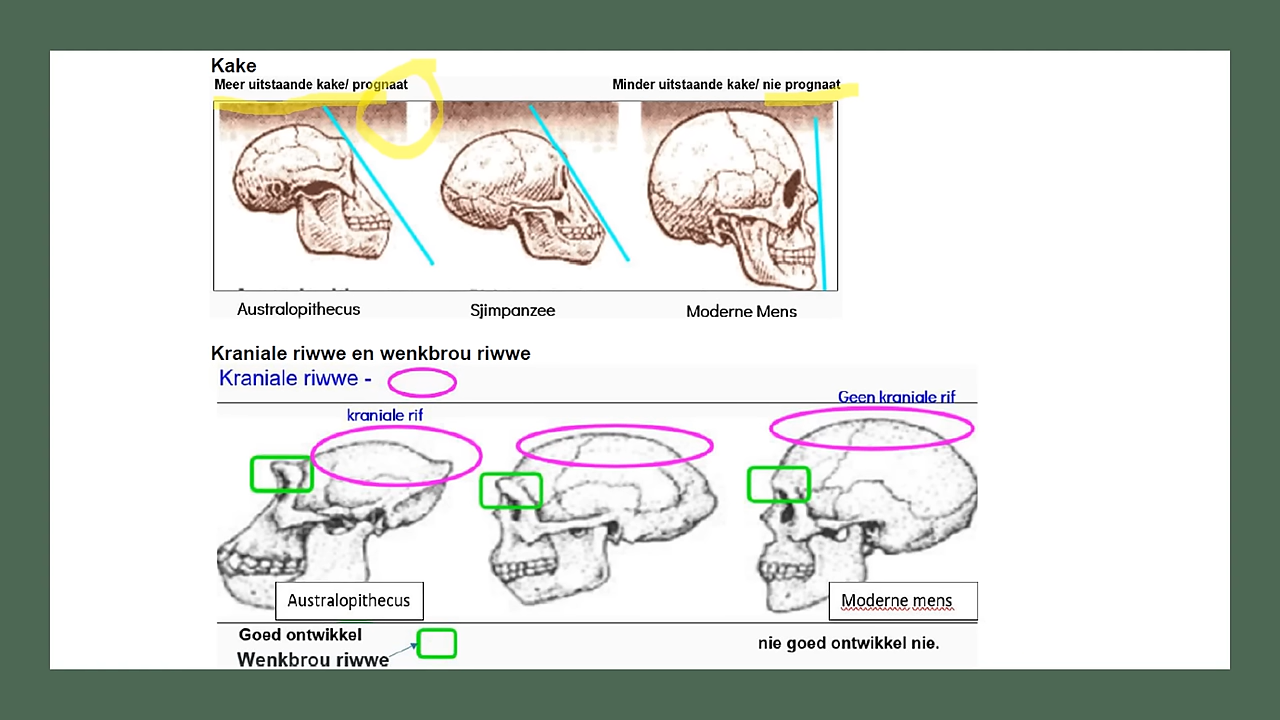 Kake
Meer uitstaande kake/ prognaat
Minder uitstaande kake/ nie prognaat
Australopithecus
Sjimpanzee
Moderne Mens
Kraniale riwwe en wenkbrou riwwe
Kraniale riwwe -
Geen kraniale rif
kraniale rif
Australopithecus
Moderne mens
Goed ontwikkel
Wenkbrou riwwe
nie goed ontwikkel nie.